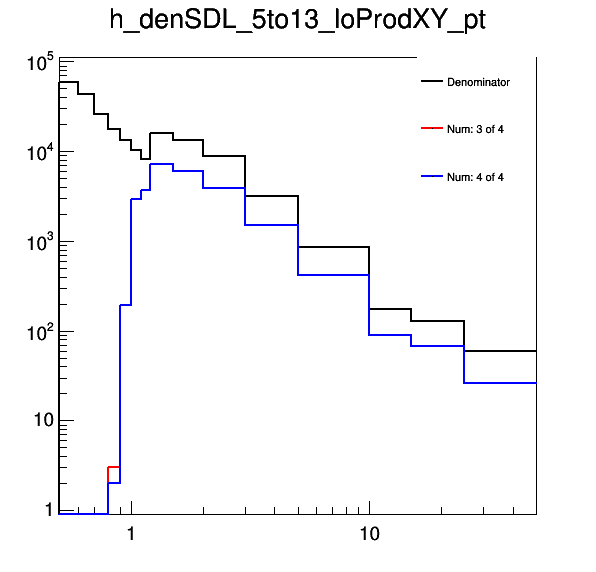 h_denSDL_5to13_loProdXY_pt
10^5
Denominator
Num: 3 of 4
10^4
Num: 4 of 4
10^3
10^2
10
1
1 10